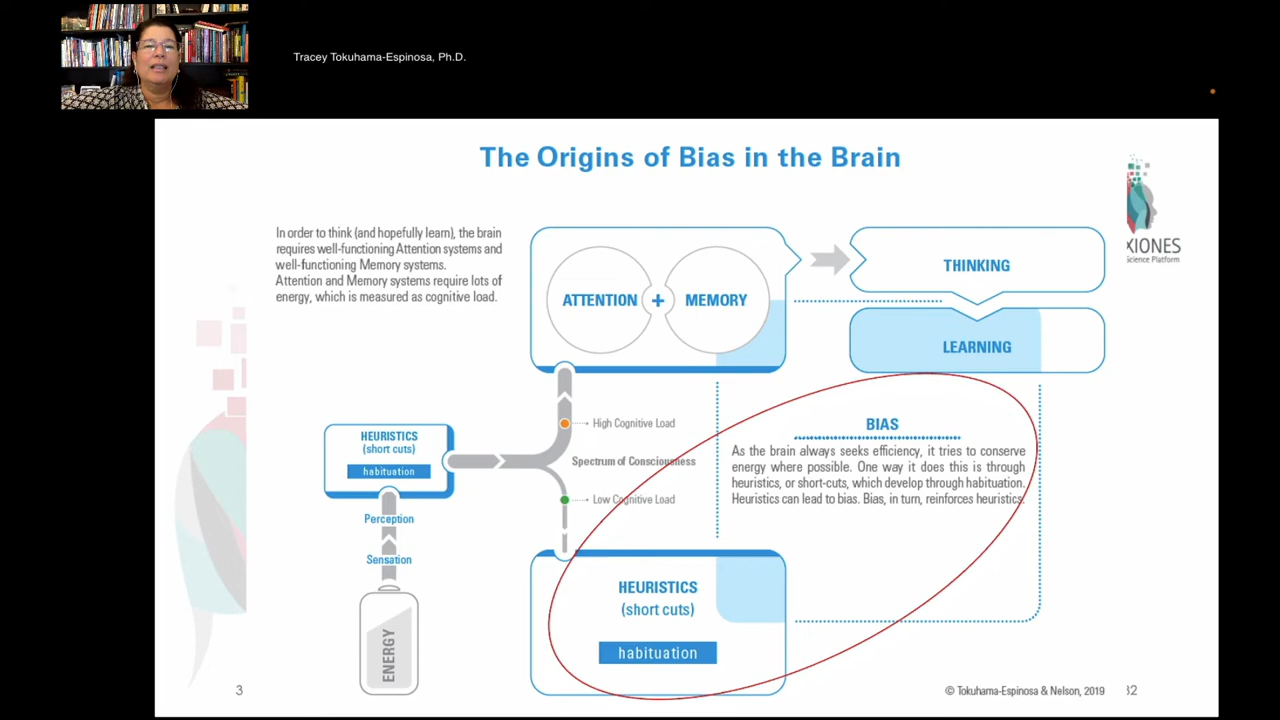 Tracey Tokuhama-Espinosa, Ph.D.
The Origins of Bias in the Brain
In order to think (and hopefully learn), the brain
requires well-functioning Attention systems and
well-functioning Memory systems.
Attention and Memory systems require lots of
energy, which is measured as cognitive load.
ATTENTION + MEMORY
THINKING
LEARNING
XIONES
Science Platform
HEURISTICS
(short cuts)
habituation
Perception
Sensation
ENERGY
High Cognitive Load
Spectrum of Consciousness
Low Cognitive Load
BIAS
As the brain always seeks efficiency, it tries to conserve
energy where possible. One way it does this is through
heuristics, or short-cuts, which develop through habituation.
Heuristics can lead to bias. Bias, in turn, reinforces heuristics.
HEURISTICS
(short cuts)
habituation
3
© Tokuhama-Espinosa & Nelson, 2019
32